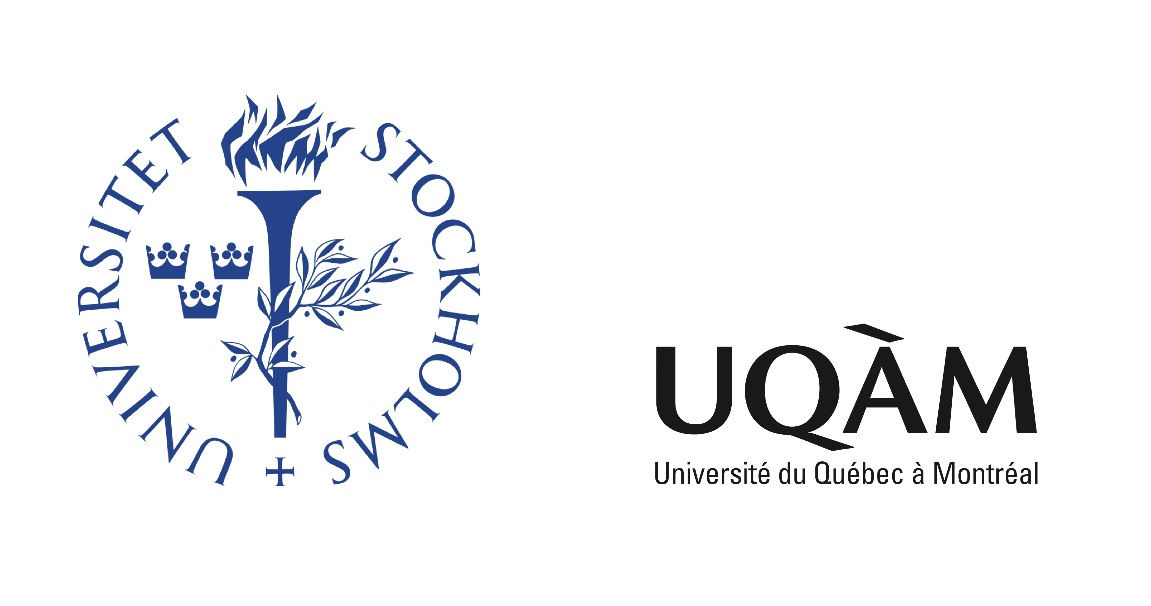 STOCKHOLMS UNIVERSITET
UQÀM
Université du Québec à Montréal